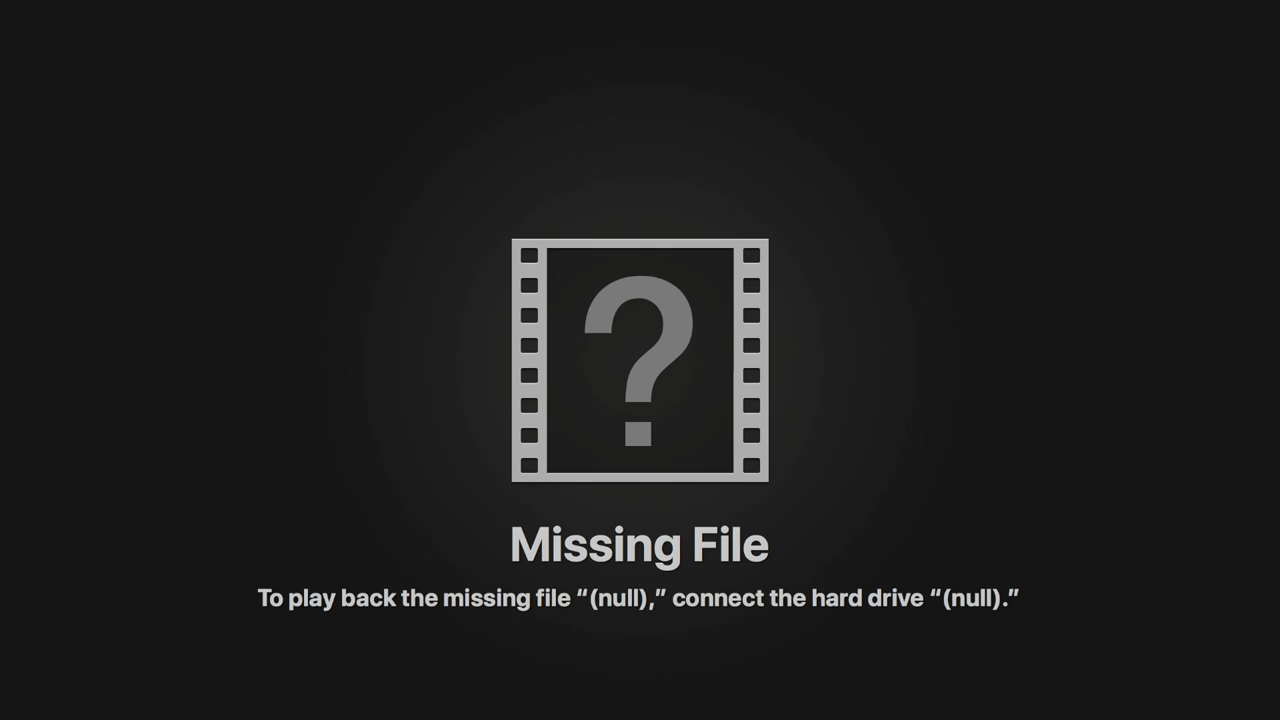 ?
Missing File
To play back the missing file “(null),” connect the hard drive “(null).”